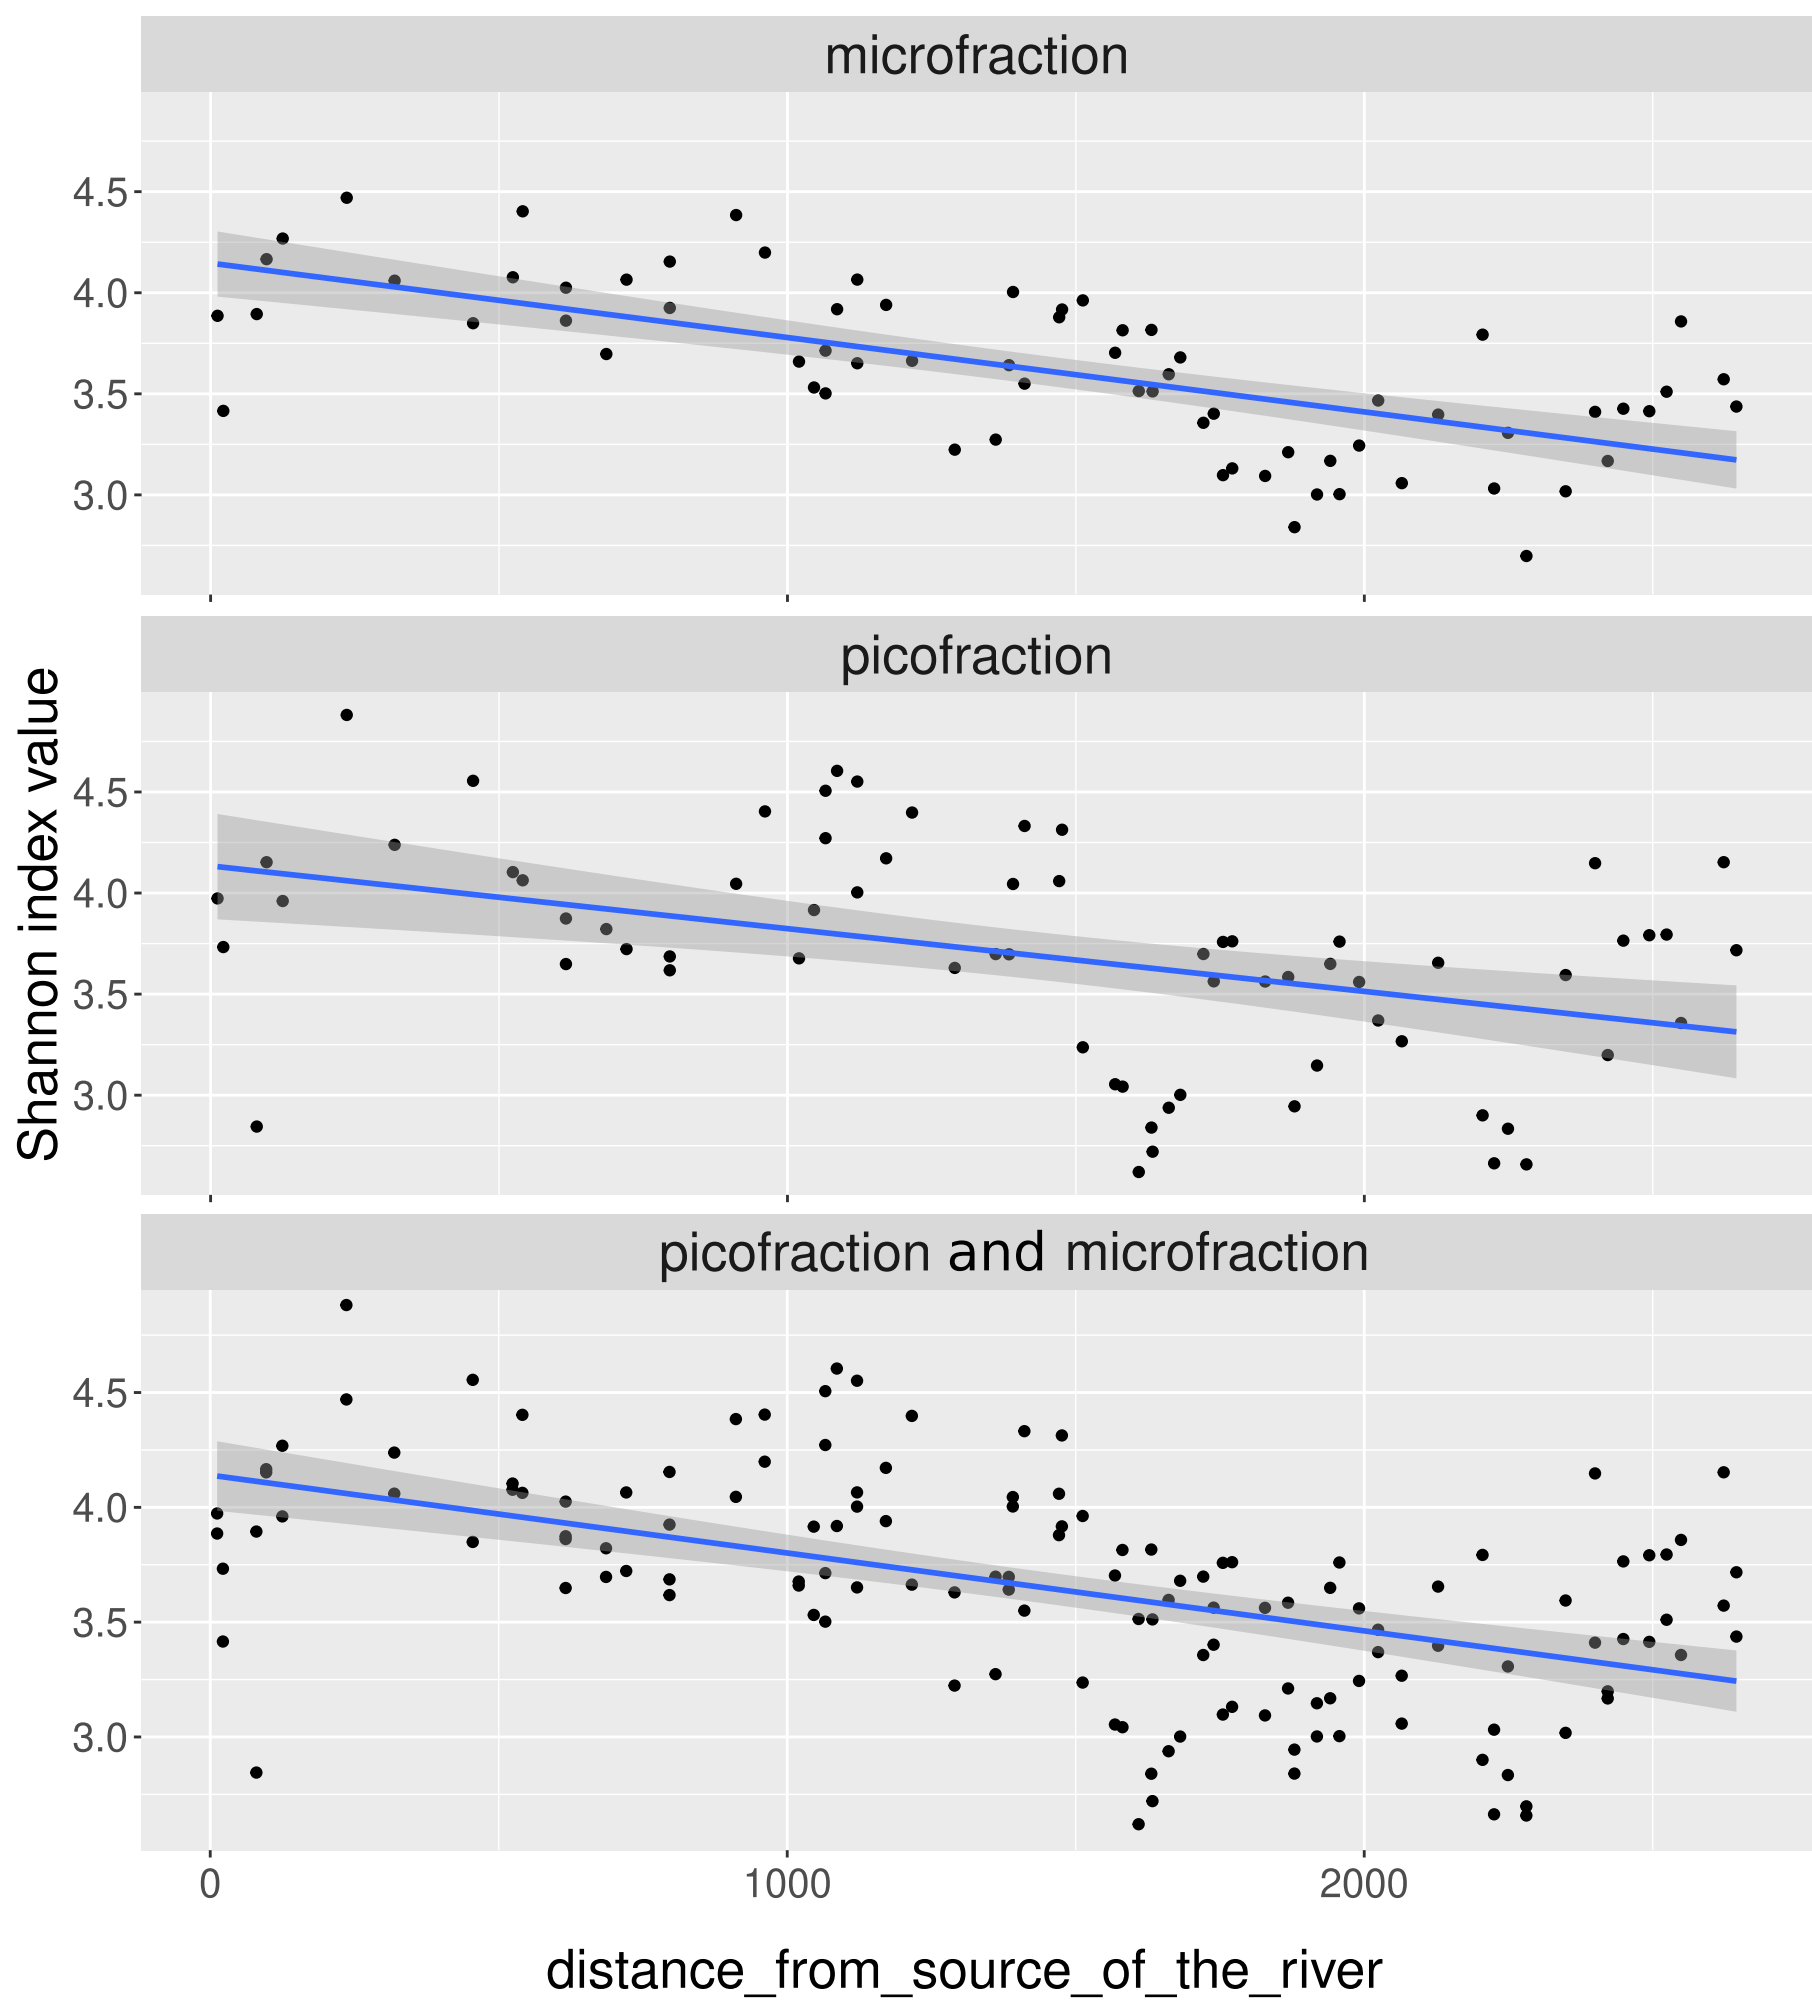 microfraction
4.5
4.0
3.5
3.0
picofraction
Shannon index value
4.5
4.0
3.5
3.0
picofraction and microfraction
4.5
4.0
3.5
3.0
0 1000 2000
distance_from_source_of_the_river